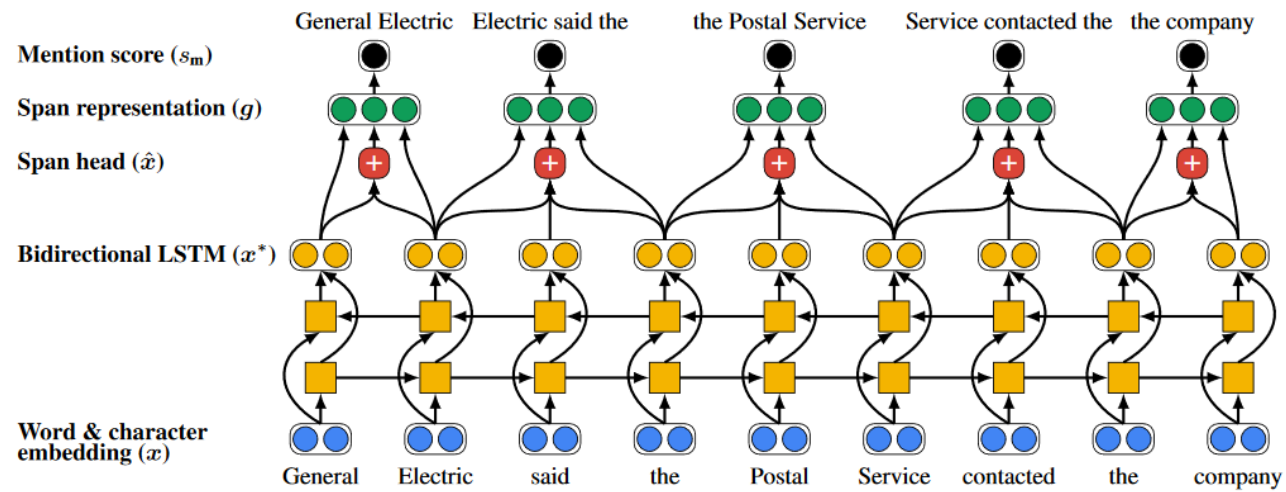 General Electric Electric said the the Postal Service Service contacted the the company
Mention score (sₘ)
Span representation (g)
Span head (x̂)
+ + + + +
Bidirectional LSTM (x*)
Word & character
embedding (x)
General Electric said the Postal Service contacted the company